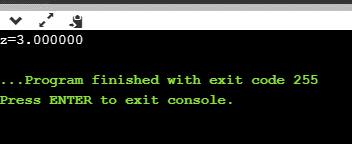 z=3.000000
...Program finished with exit code 255
Press ENTER to exit console.